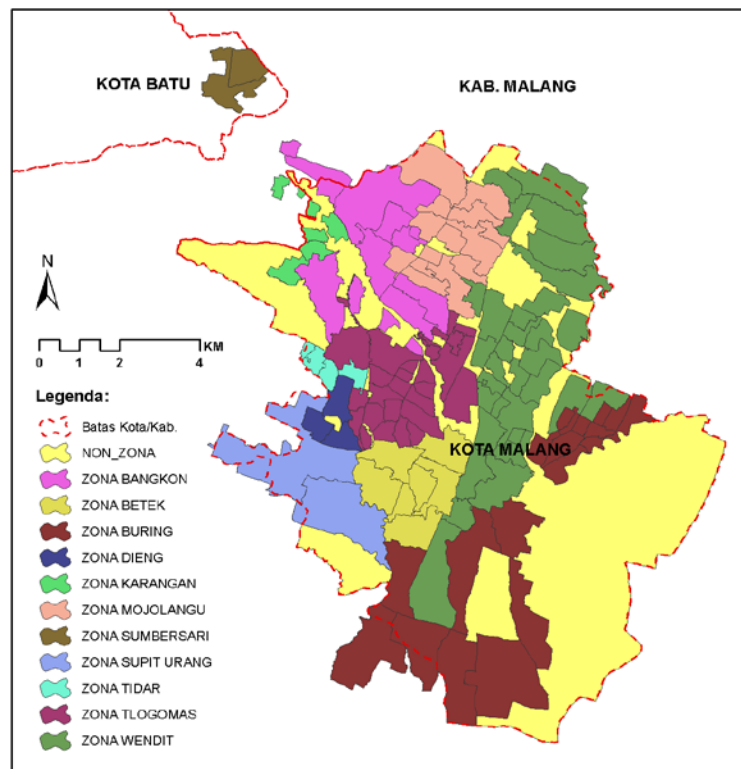 KOTA BATU
KAB. MALANG
N
KM
0 1 2 4
Legenda:
Batas Kota/Kab.
NON_ZONA
ZONA BANGKON
ZONA BETEK
ZONA BURING
ZONA DIENG
ZONA KARANGAN
ZONA MOJOLANGU
ZONA SUMBERSARI
ZONA SUPIT URANG
ZONA TIDAR
ZONA TLOGOMAS
ZONA WENDIT
KOTA MALANG